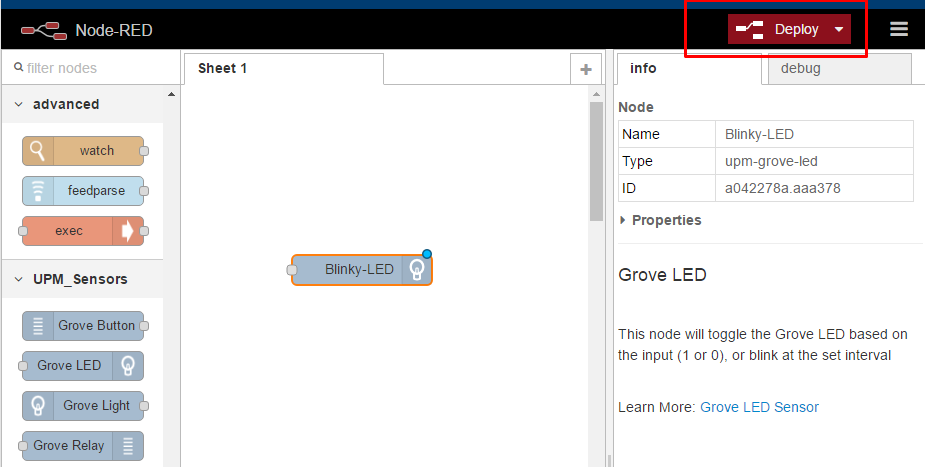 Node-RED
Deploy
filter nodes
Sheet 1
info
debug
advanced
watch
feedparse
exec
UPM_Sensors
Grove Button
Grove LED
Grove Light
Grove Relay
Blinky-LED
Node
Name Blinky-LED
Type upm-grove-led
ID a042278a.aaa378
Properties
Grove LED
This node will toggle the Grove LED based on
the input (1 or 0), or blink at the set interval
Learn More: Grove LED Sensor